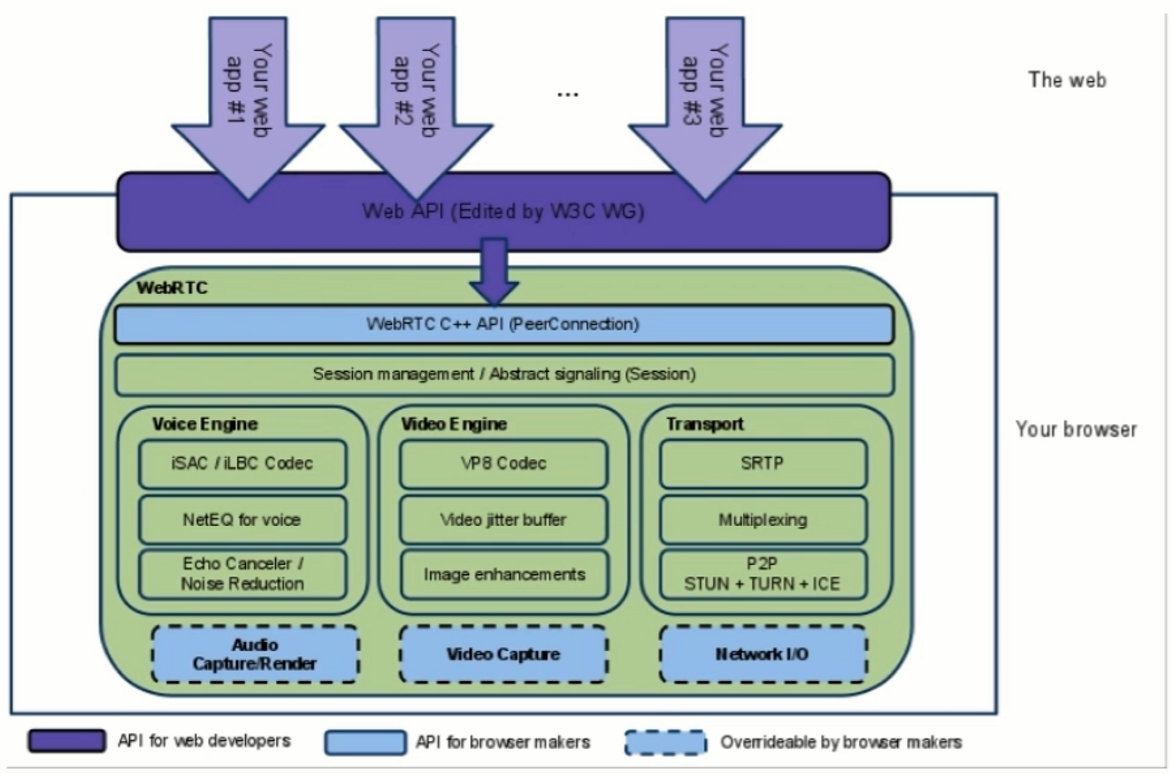 Your web
app #1
Your web
app #2
...
Your web
app #3
The web
Web API (Edited by W3C WG)
WebRTC
WebRTC C++ API (PeerConnection)
Session management / Abstract signaling (Session)
Voice Engine
iSAC / iLBC Codec
NetEQ for voice
Echo Canceler /
Noise Reduction
Video Engine
VP8 Codec
Video jitter buffer
Image enhancements
Transport
SRTP
Multiplexing
P2P
STUN + TURN + ICE
Your browser
Audio
Capture/Render
Video Capture
Network I/O
API for web developers
API for browser makers
Overrideable by browser makers